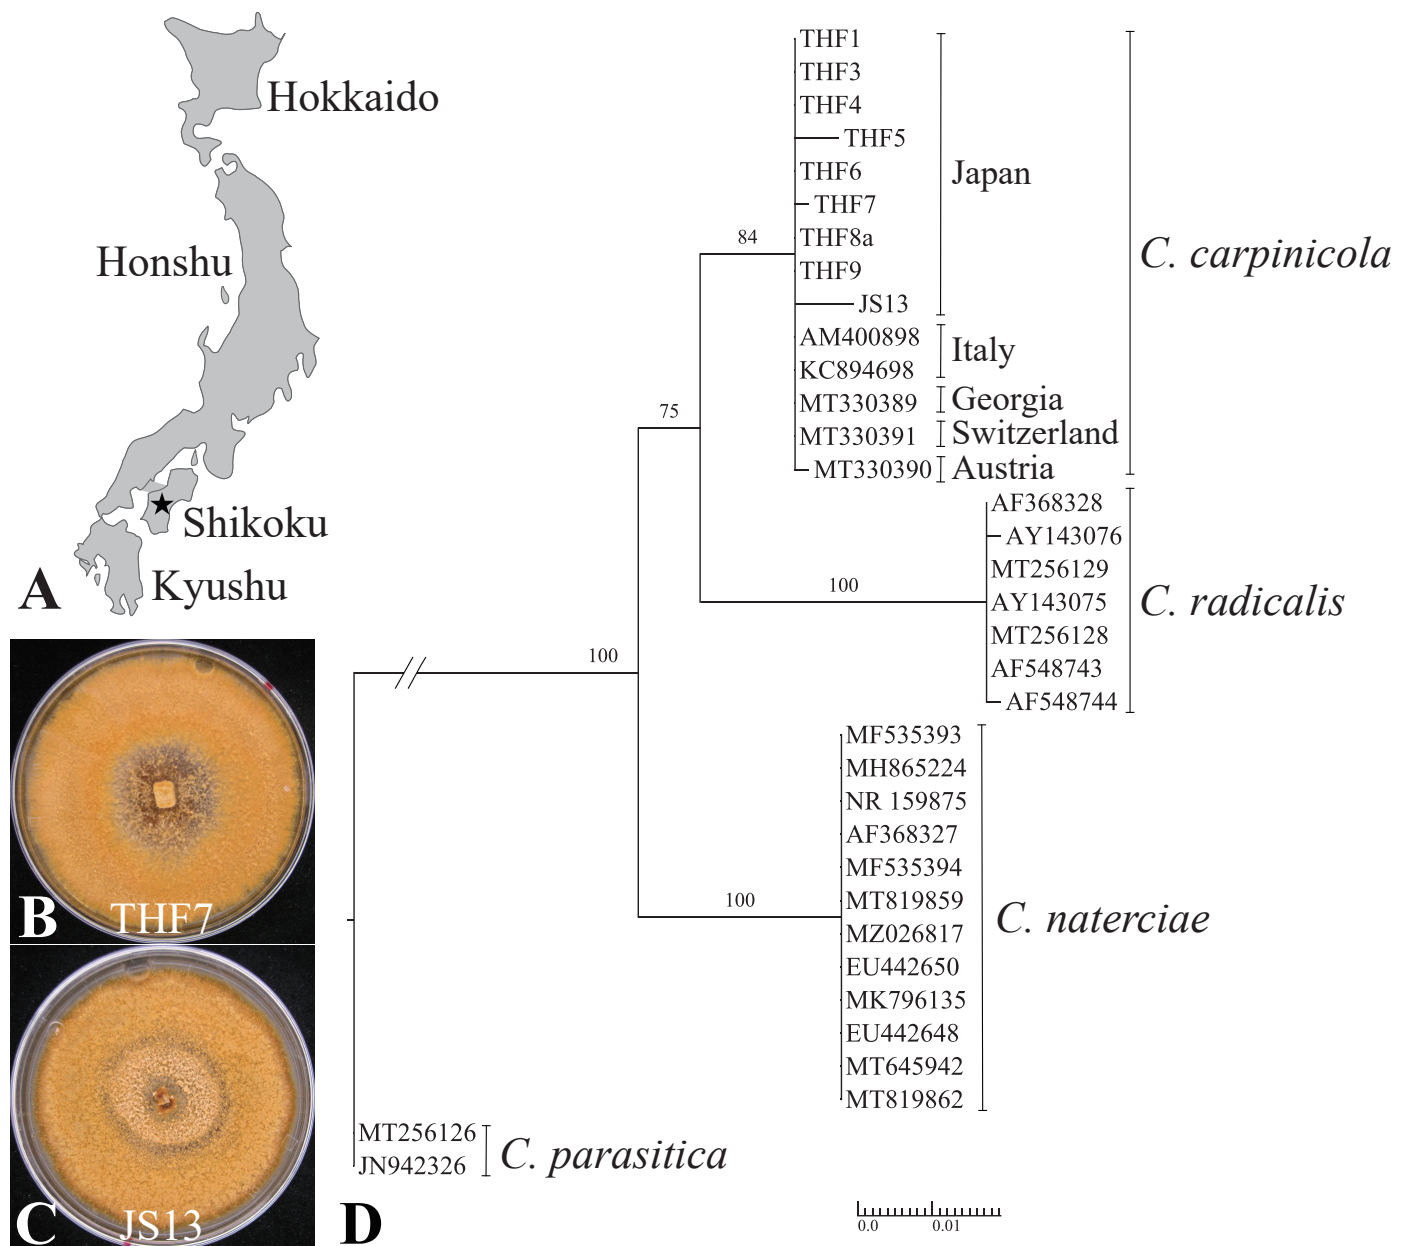 Hokkaido
Honshu
Shikoku
Kyushu
A
THF7
B
JS13
C
THF1
THF3
THF4
THF5
THF6
THF7
THF8a
THF9
JS13
Japan
AM400898
KC894698
Italy
MT330389
Georgia
MT330391
Switzerland
MT330390
Austria
C. carpinicola
84
75
AF368328
AY143076
MT256129
AY143075
MT256128
AF548743
AF548744
C. radicalis
100
100
MF535393
MH865224
NR 159875
AF368327
MF535394
MT819859
MZ026817
EU442650
MK796135
EU442648
MT645942
MT819862
C. naterciae
100
MT256126
JN942326
C. parasitica
D
0.0 0.01